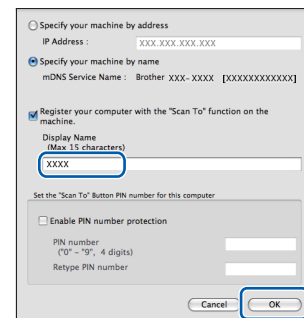 Specify your machine by address
IP Address : XXX.XXX.XXX.XXX
Specify your machine by name
mDNS Service Name : Brother XXX-XXXX [XXXXXXXXXXXX]
Register your computer with the "Scan To" function on the
machine.
Display Name
(Max 15 characters)
XXXX
Set the "Scan To" Button PIN number for this computer
Enable PIN number protection
PIN number
("0" - "9", 4 digits)
Retype PIN number
Cancel OK